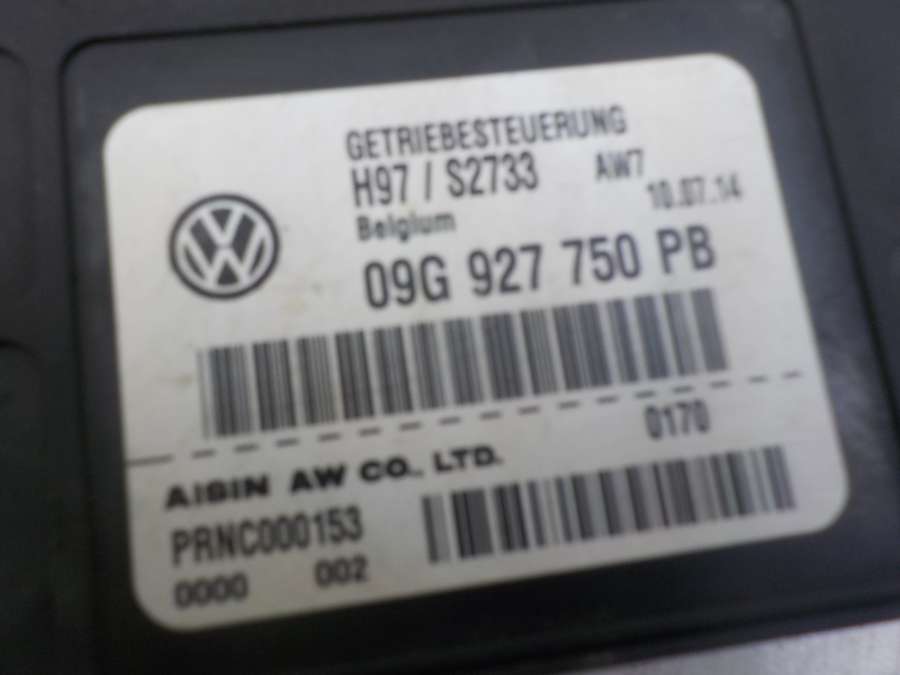 GETRIEBESTEUERUNG
H97 / S2733 AW7
Belgium 10.07.14
09G 927 750 PB
0170
AISIN AW CO., LTD.
PRNC000153
0000 002